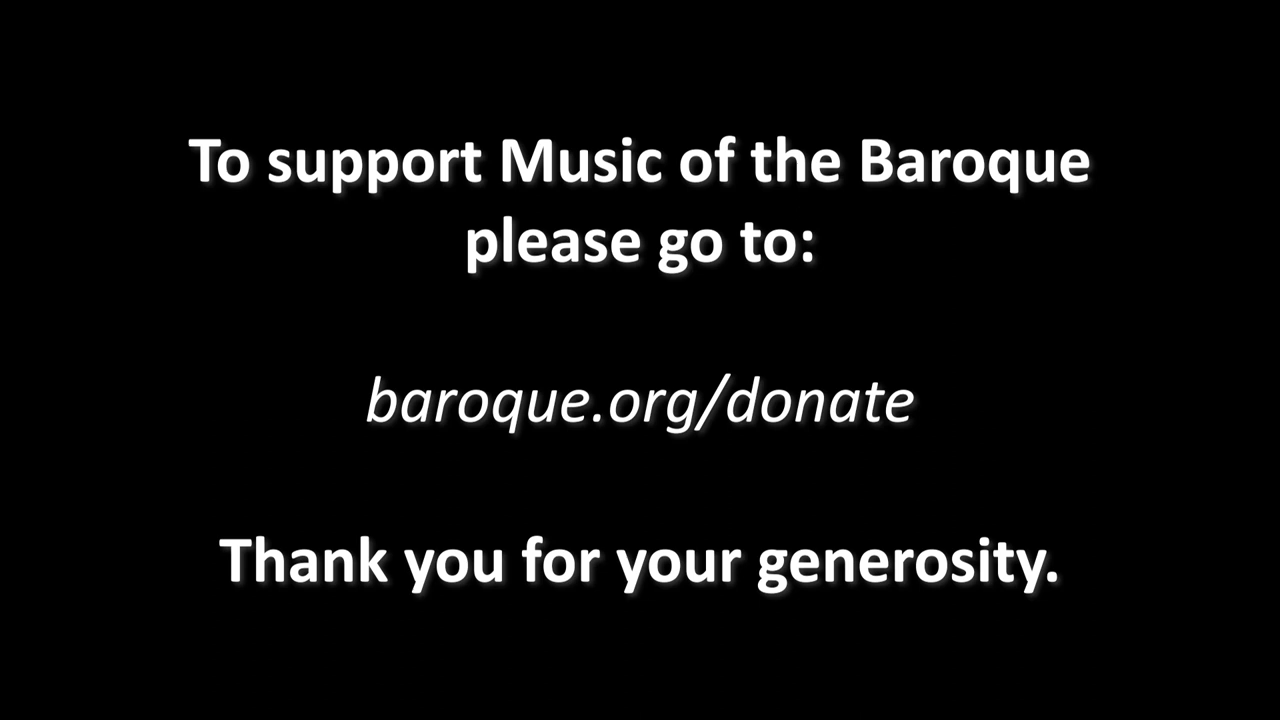 To support Music of the Baroque
please go to:
baroque.org/donate
Thank you for your generosity.